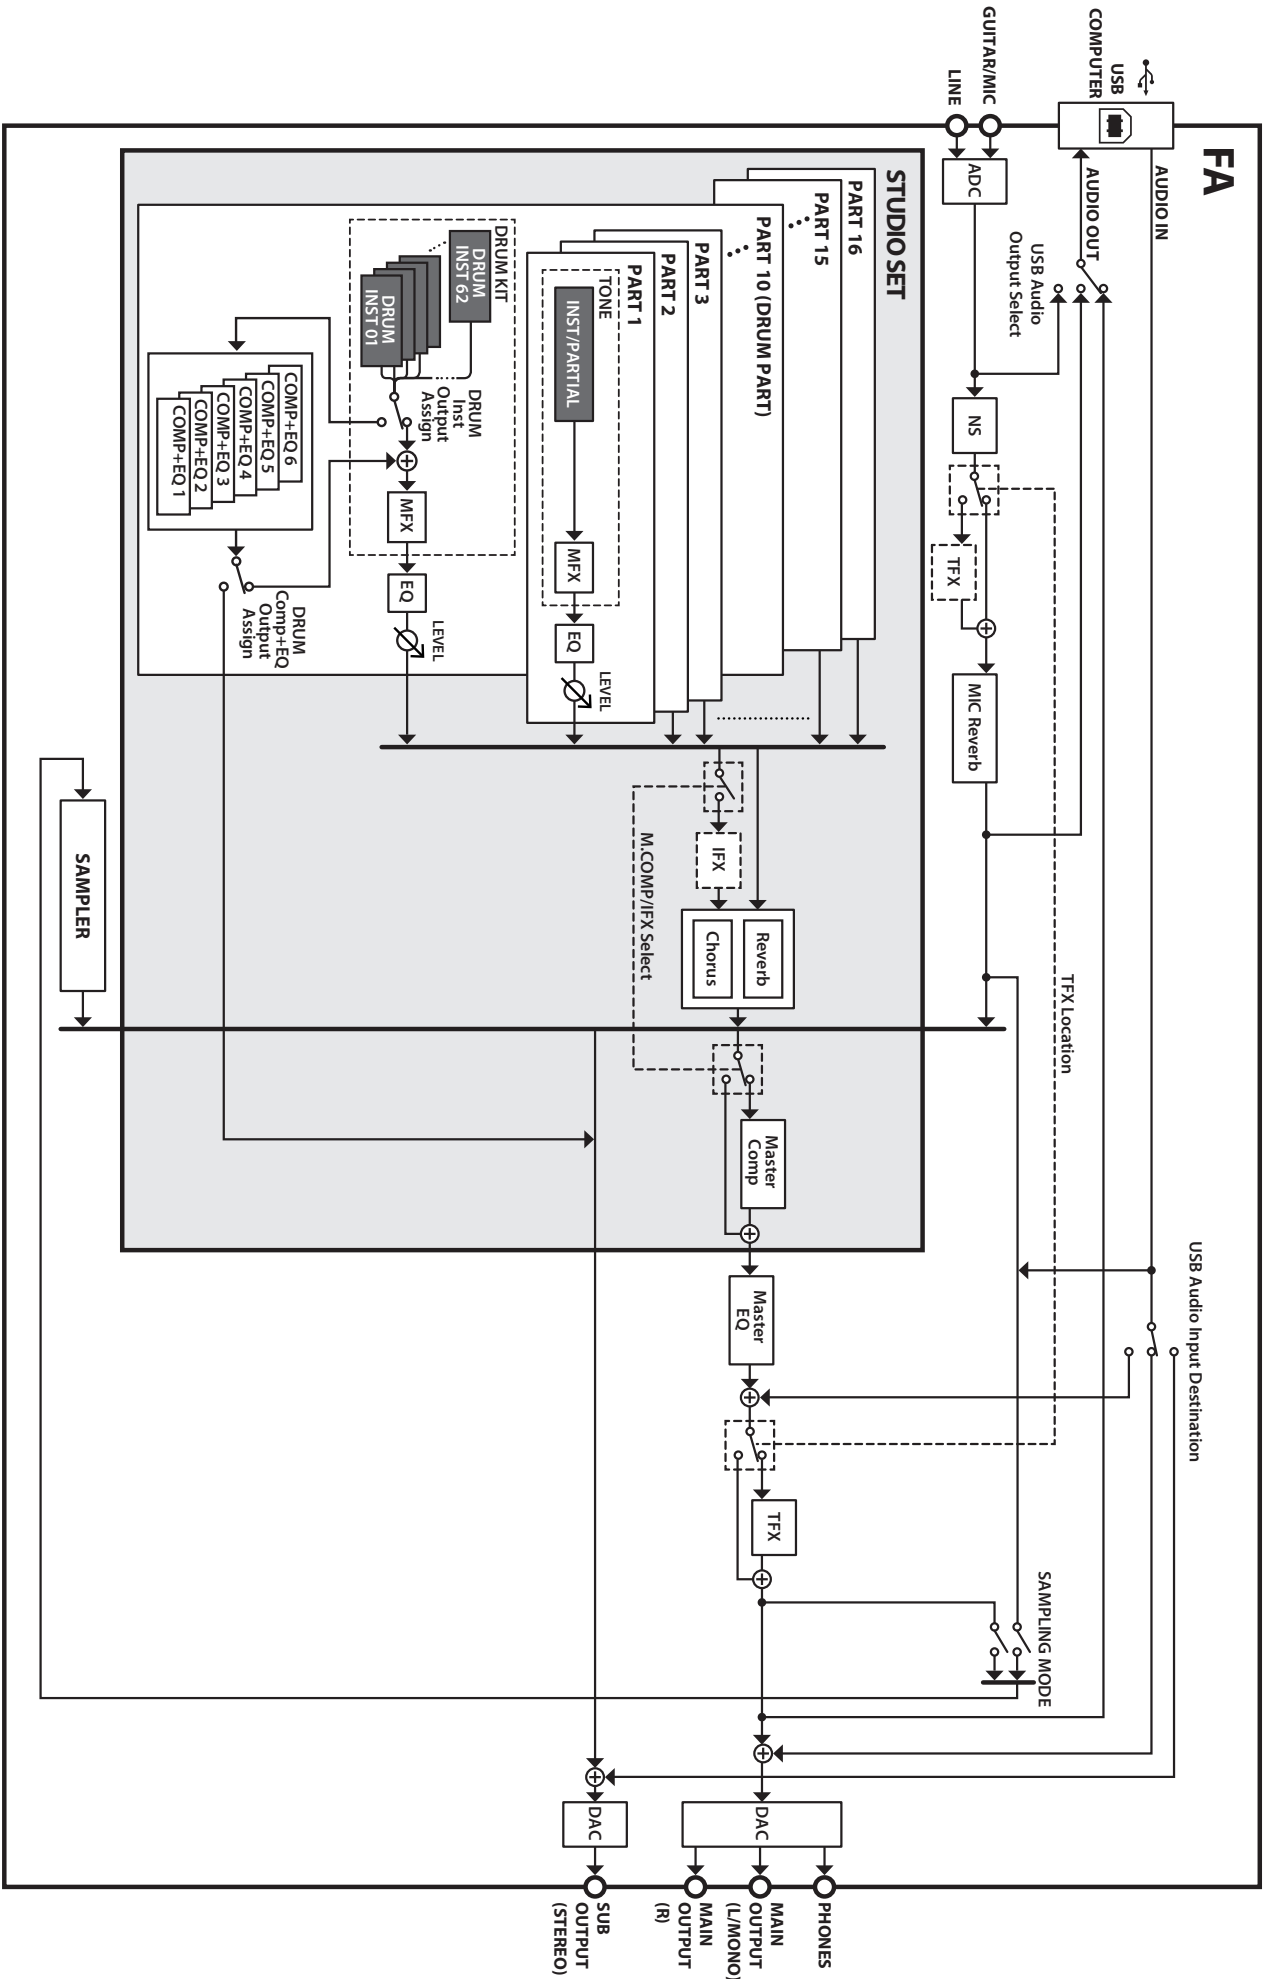 FA
USB
COMPUTER
AUDIO IN
AUDIO OUT
USB Audio
Output Select
GUITAR/MIC
LINE
ADC
NS
TFX
MIC Reverb
TFX Location
USB Audio Input Destination
SAMPLING MODE
STUDIO SET
PART 16
PART 15
PART 10 (DRUM PART)
PART 3
PART 2
PART 1
TONE
INST/PARTIAL
MFX
EQ
LEVEL
DRUM KIT
DRUM
INST 62
DRUM
INST 01
DRUM
Inst
Output
Assign
MFX
EQ
LEVEL
COMP+EQ 6
COMP+EQ 5
COMP+EQ 4
COMP+EQ 3
COMP+EQ 2
COMP+EQ 1
DRUM
Comp+EQ
Output
Assign
IFX
M.COMP/IFX Select
Reverb
Chorus
Master
Comp
Master
EQ
TFX
SAMPLER
DAC
DAC
PHONES
MAIN
OUTPUT
(L/MONO)
MAIN
OUTPUT
(R)
SUB
OUTPUT
(STEREO)